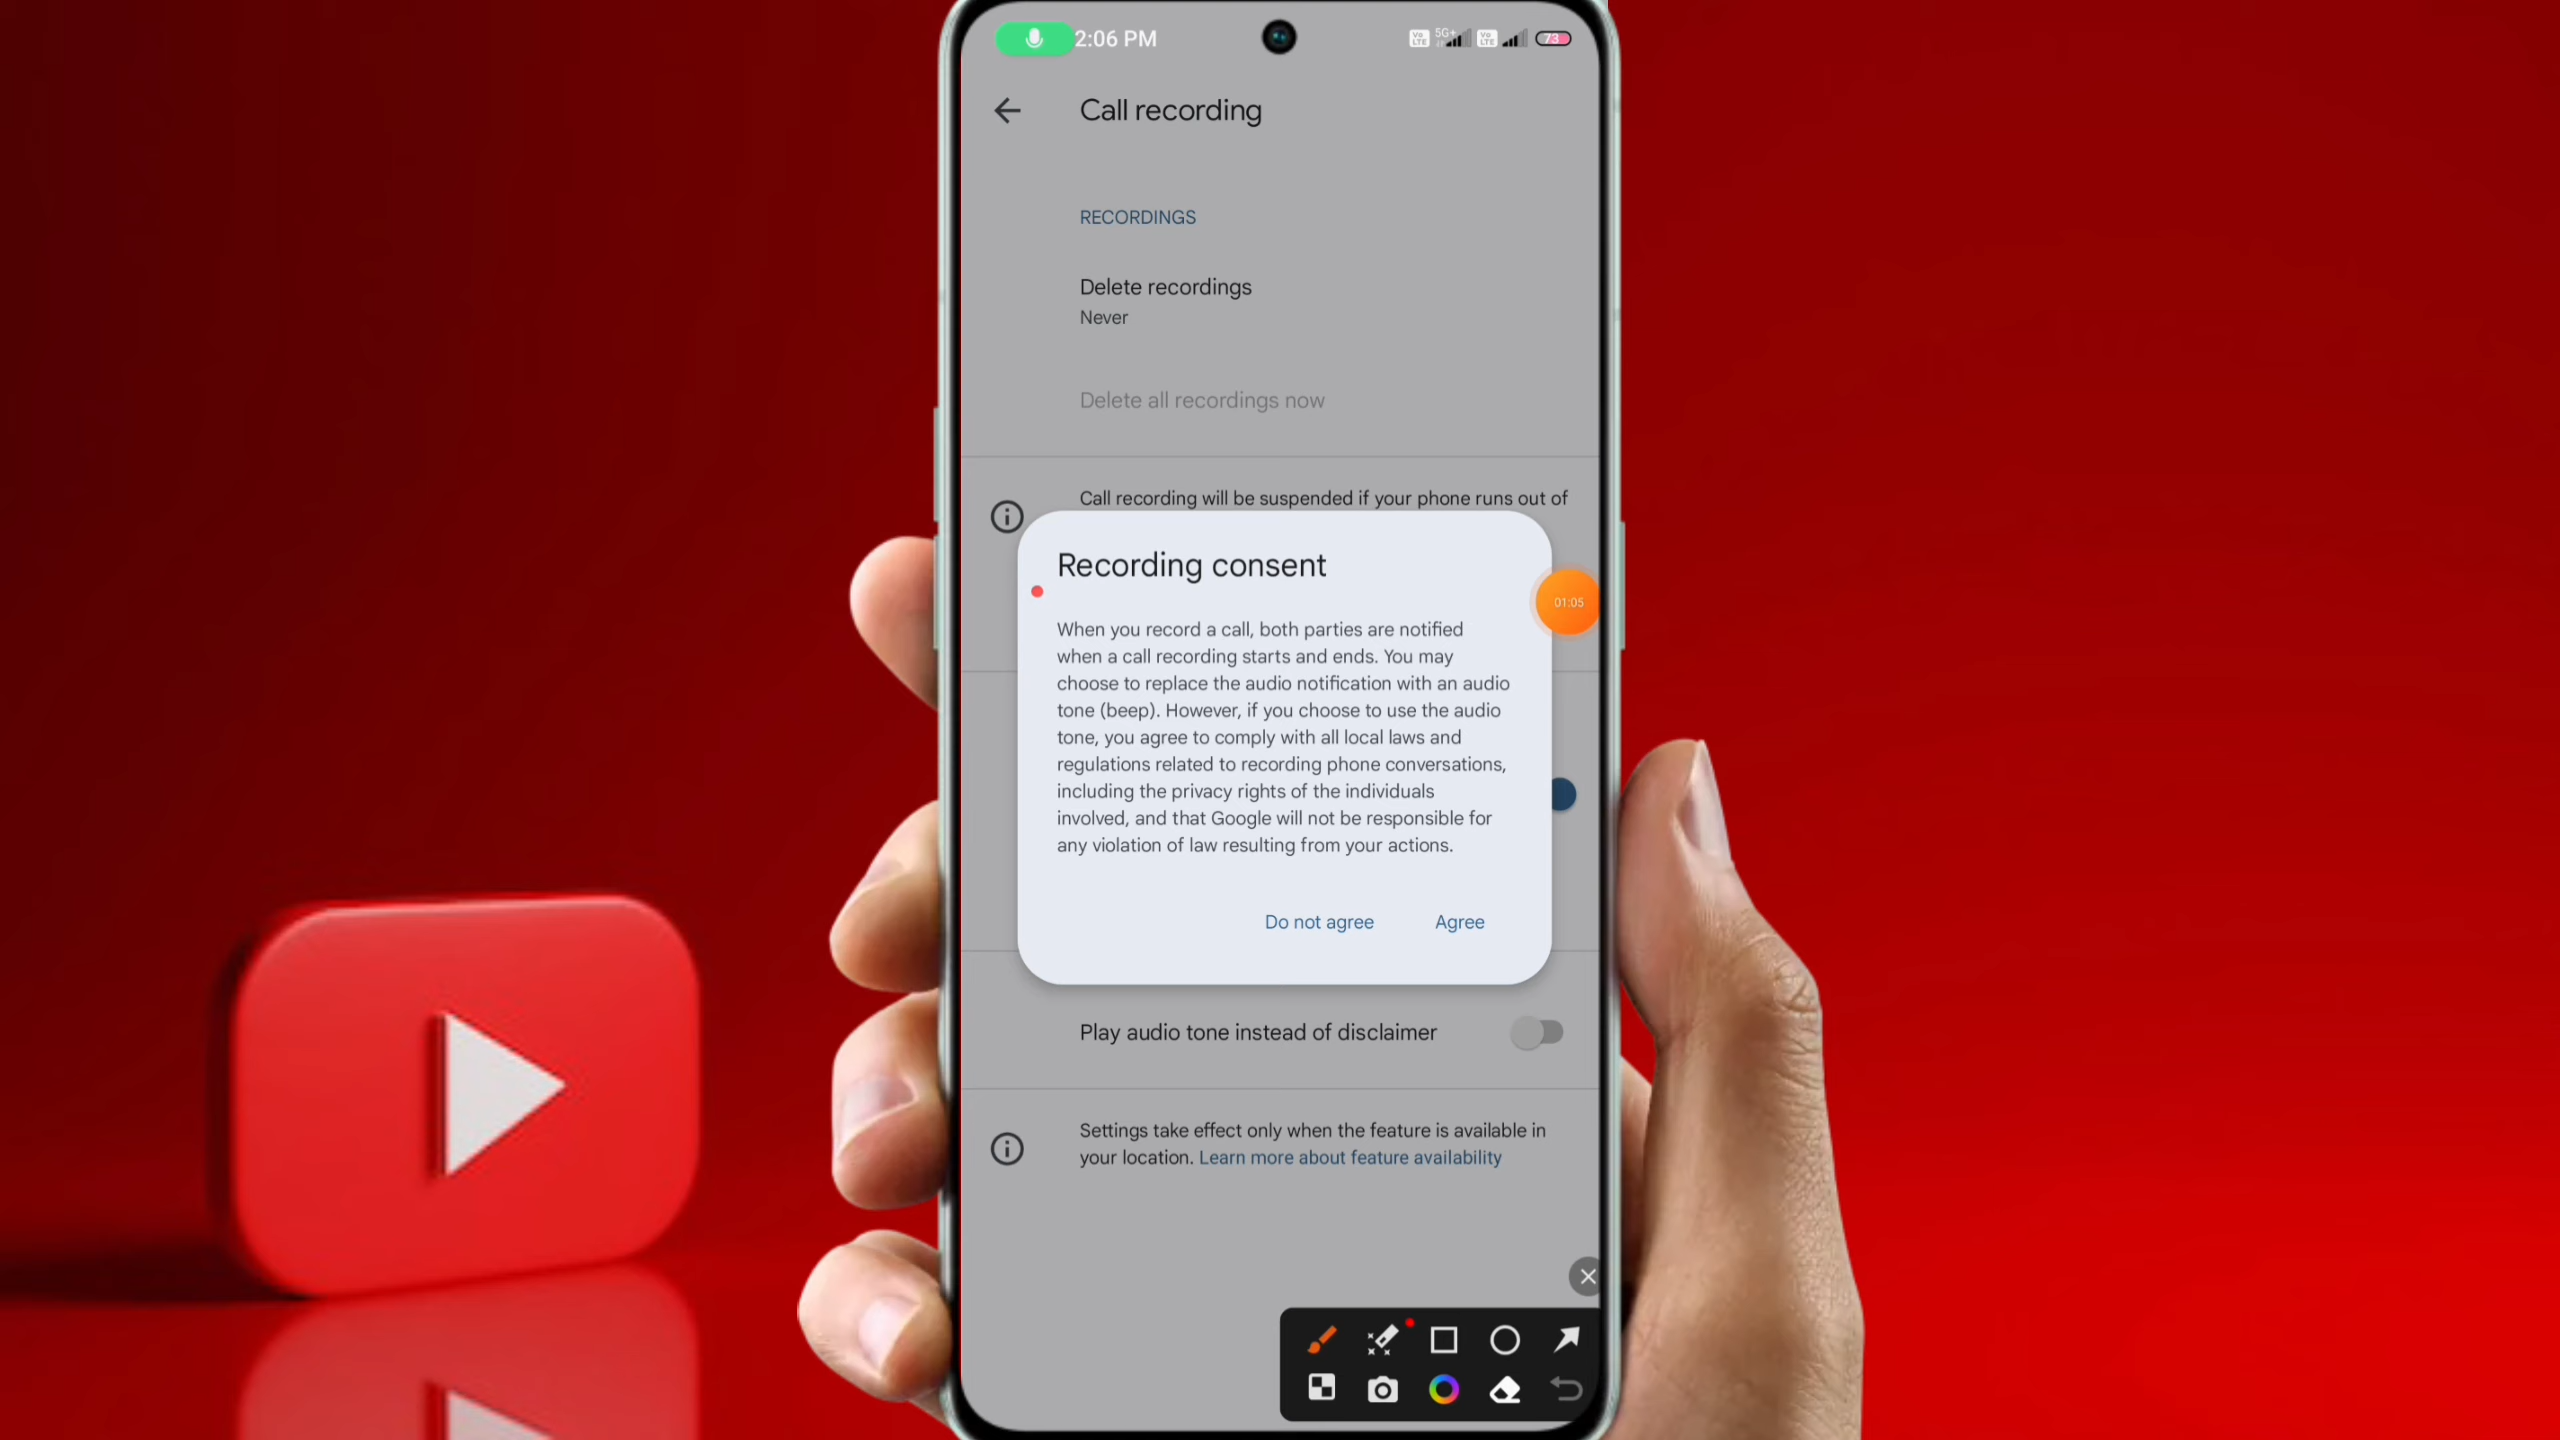 2:06 PM
Vo LTE 5G+ Vo LTE 73
Call recording
RECORDINGS
Delete recordings
Never
Delete all recordings now
Call recording will be suspended if your phone runs out of
Recording consent
01:05
When you record a call, both parties are notified
when a call recording starts and ends. You may
choose to replace the audio notification with an audio
tone (beep). However, if you choose to use the audio
tone, you agree to comply with all local laws and
regulations related to recording phone conversations,
including the privacy rights of the individuals
involved, and that Google will not be responsible for
any violation of law resulting from your actions.
Do not agree Agree
Play audio tone instead of disclaimer
Settings take effect only when the feature is available in
your location. Learn more about feature availability